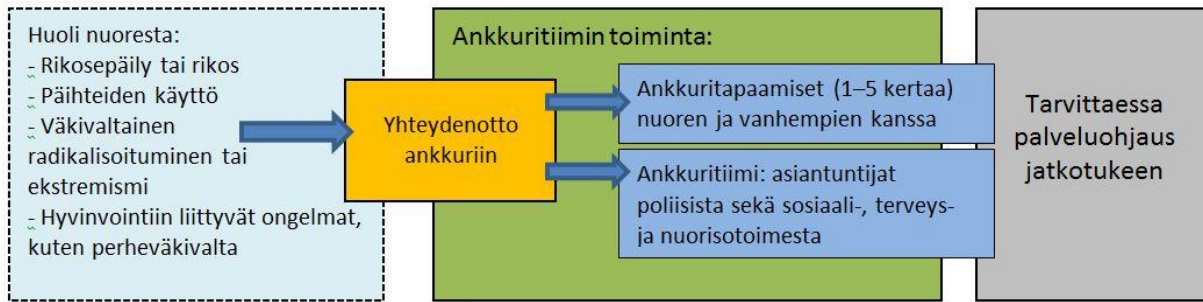 Huoli nuoresta:
- Rikosepäily tai rikos
- Päihteiden käyttö
- Väkivaltainen
radikalisoituminen tai
ekstremismi
- Hyvinvointiin liittyvät ongelmat,
kuten perheväkivalta
Yhteydenotto
ankkuriin
Ankkuritiimin toiminta:
Ankkuritapaamiset (1–5 kertaa)
nuoren ja vanhempien kanssa
Ankkuritiimi: asiantuntijat
poliisista sekä sosiaali-, terveys-
ja nuorisotoimesta
Tarvittaessa
palveluohjaus
jatkotukeen